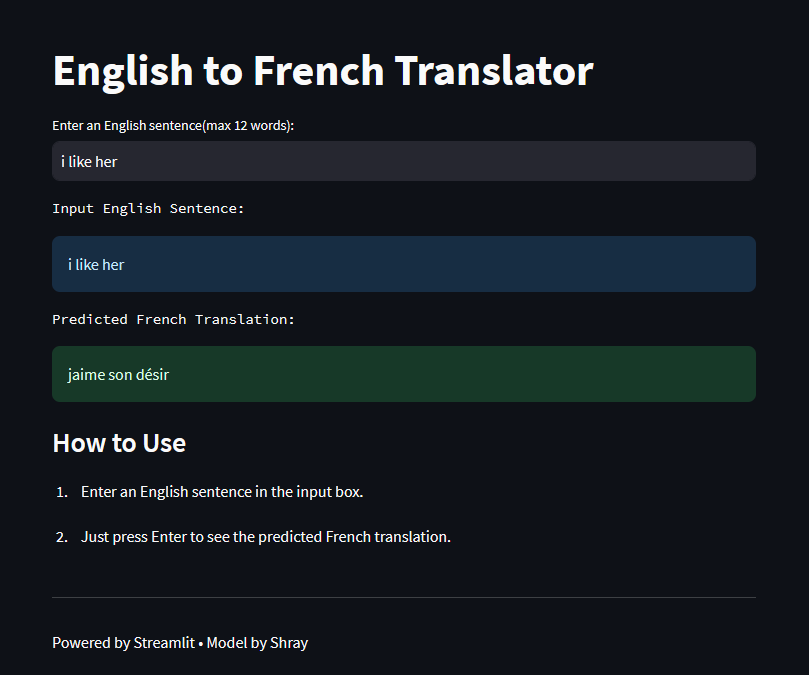 English to French Translator
Enter an English sentence(max 12 words):
i like her
Input English Sentence:
i like her
Predicted French Translation:
jaime son désir
How to Use
1. Enter an English sentence in the input box.
2. Just press Enter to see the predicted French translation.
Powered by Streamlit • Model by Shray